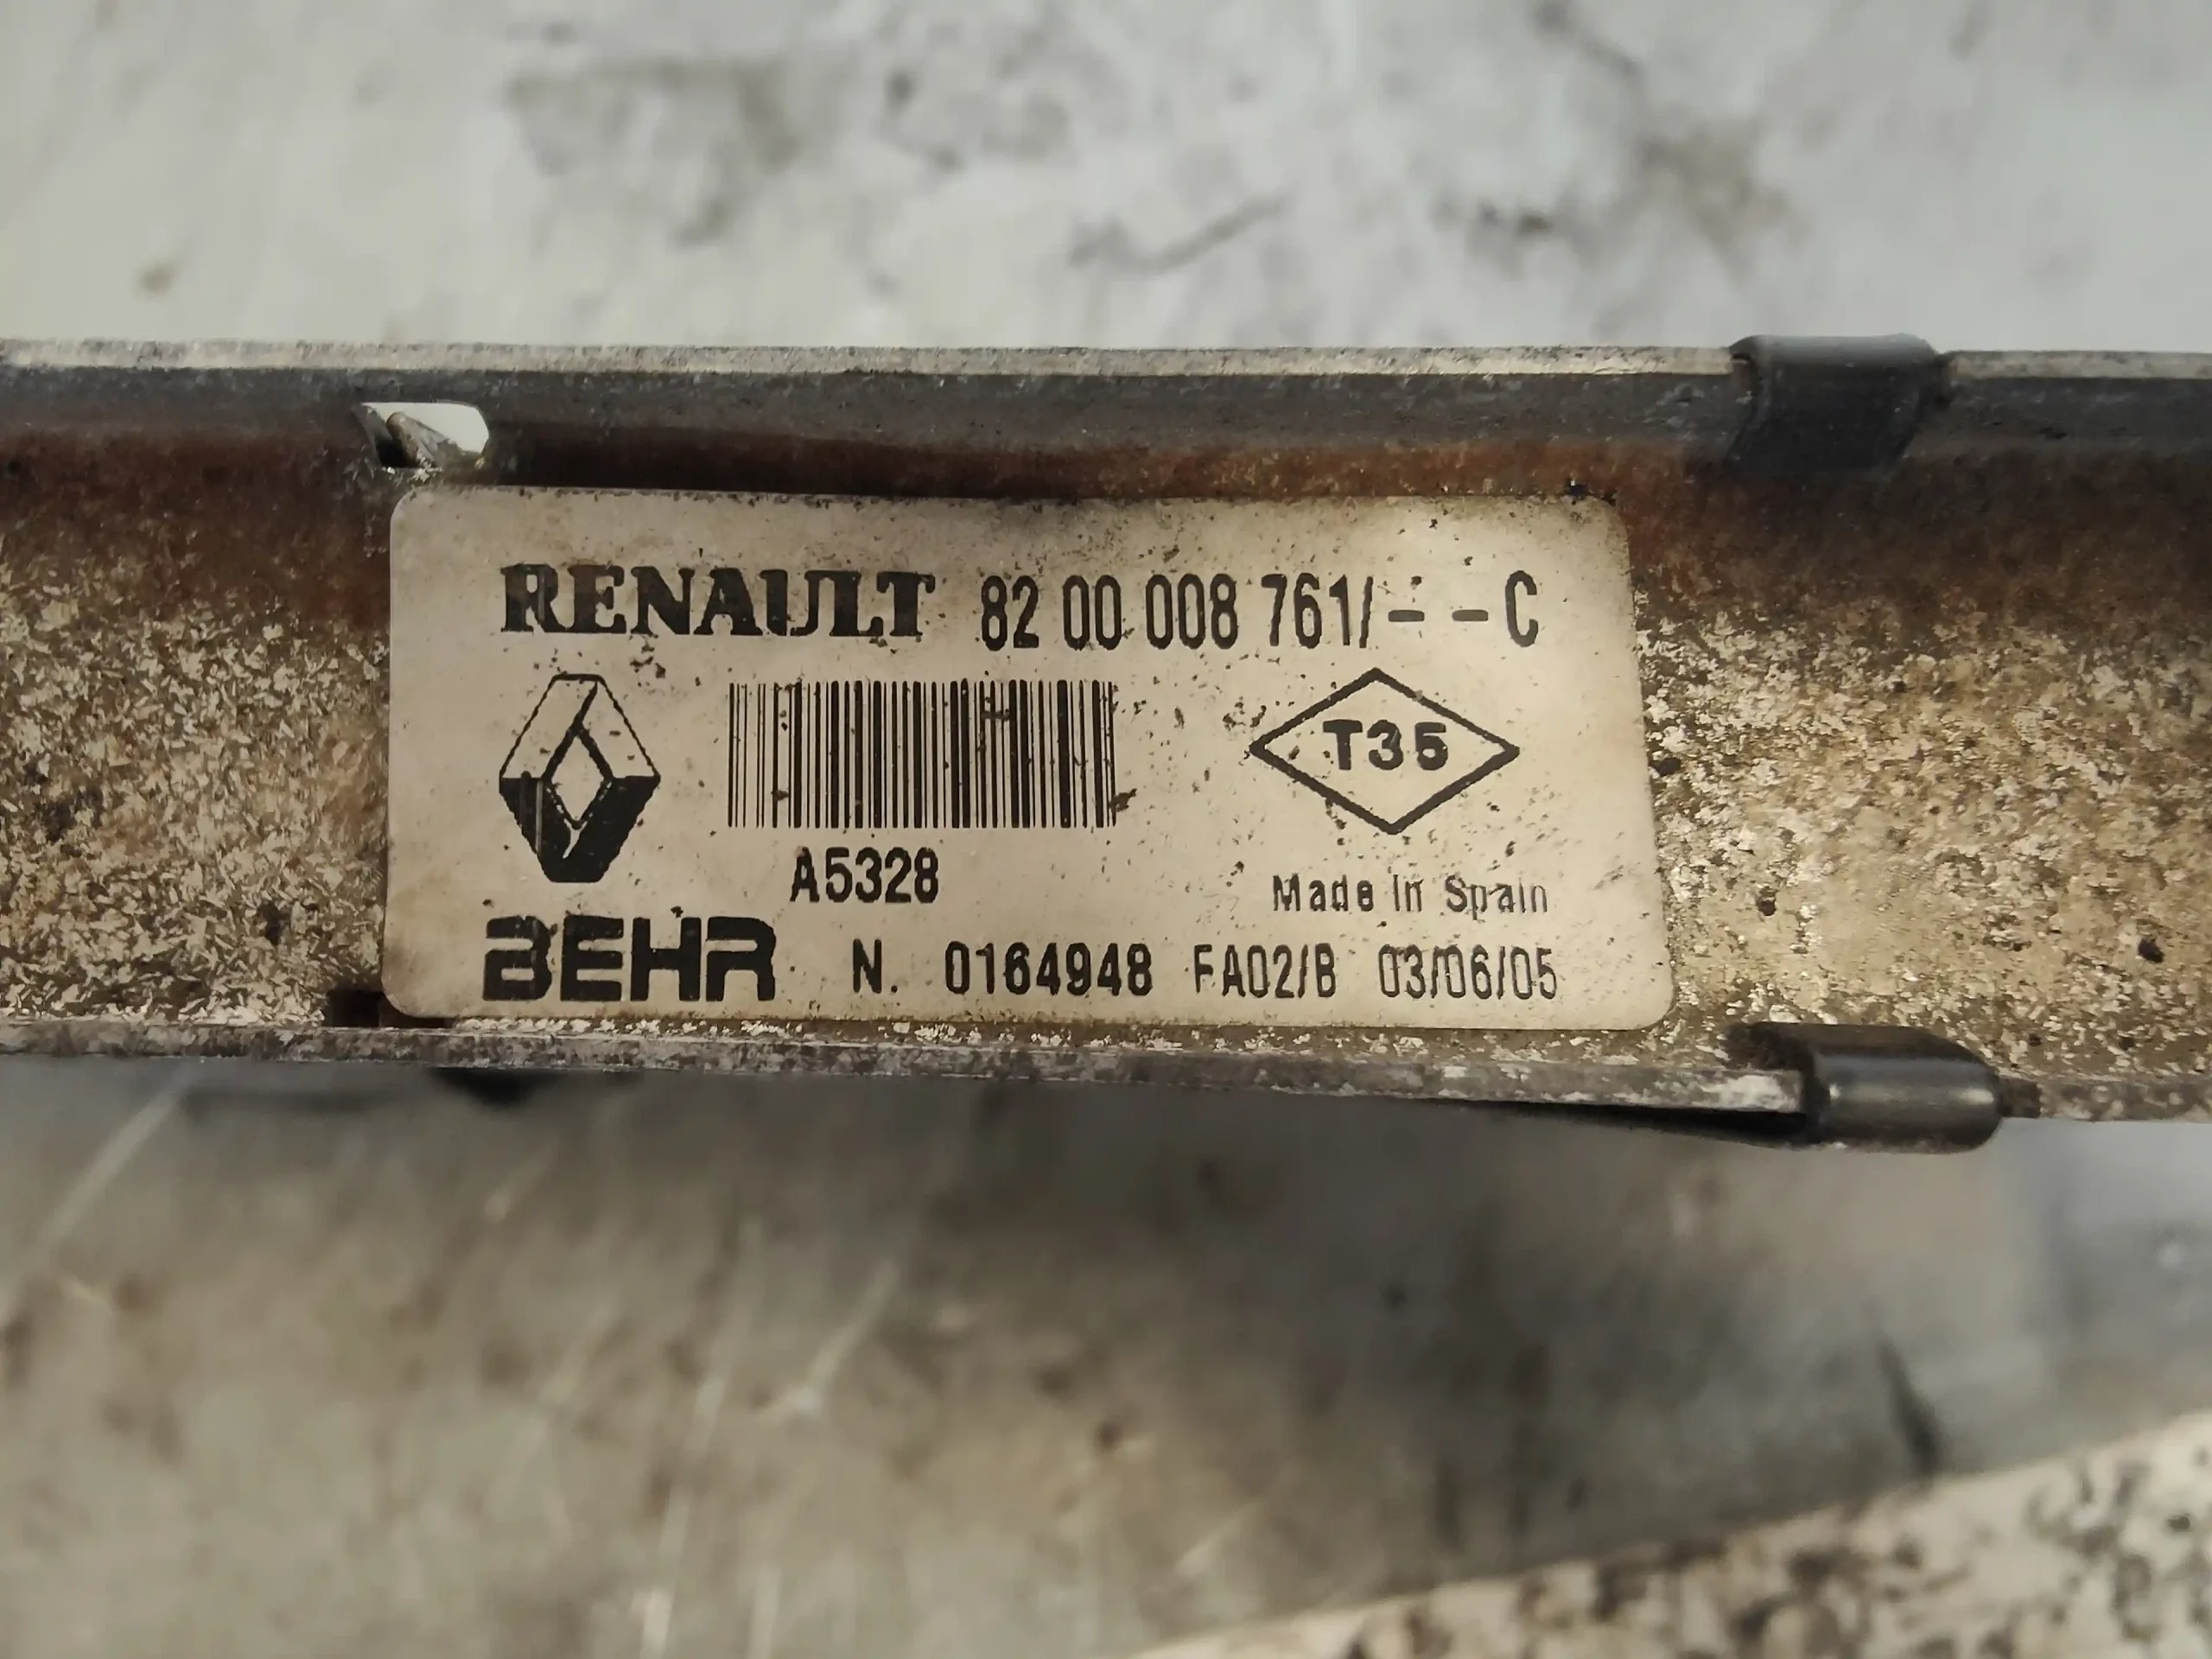 RENAULT 82 00 008 761/- -C
T35
A5328
Made In Spain
BEHR N. 0164948 FA02/B 03/06/05